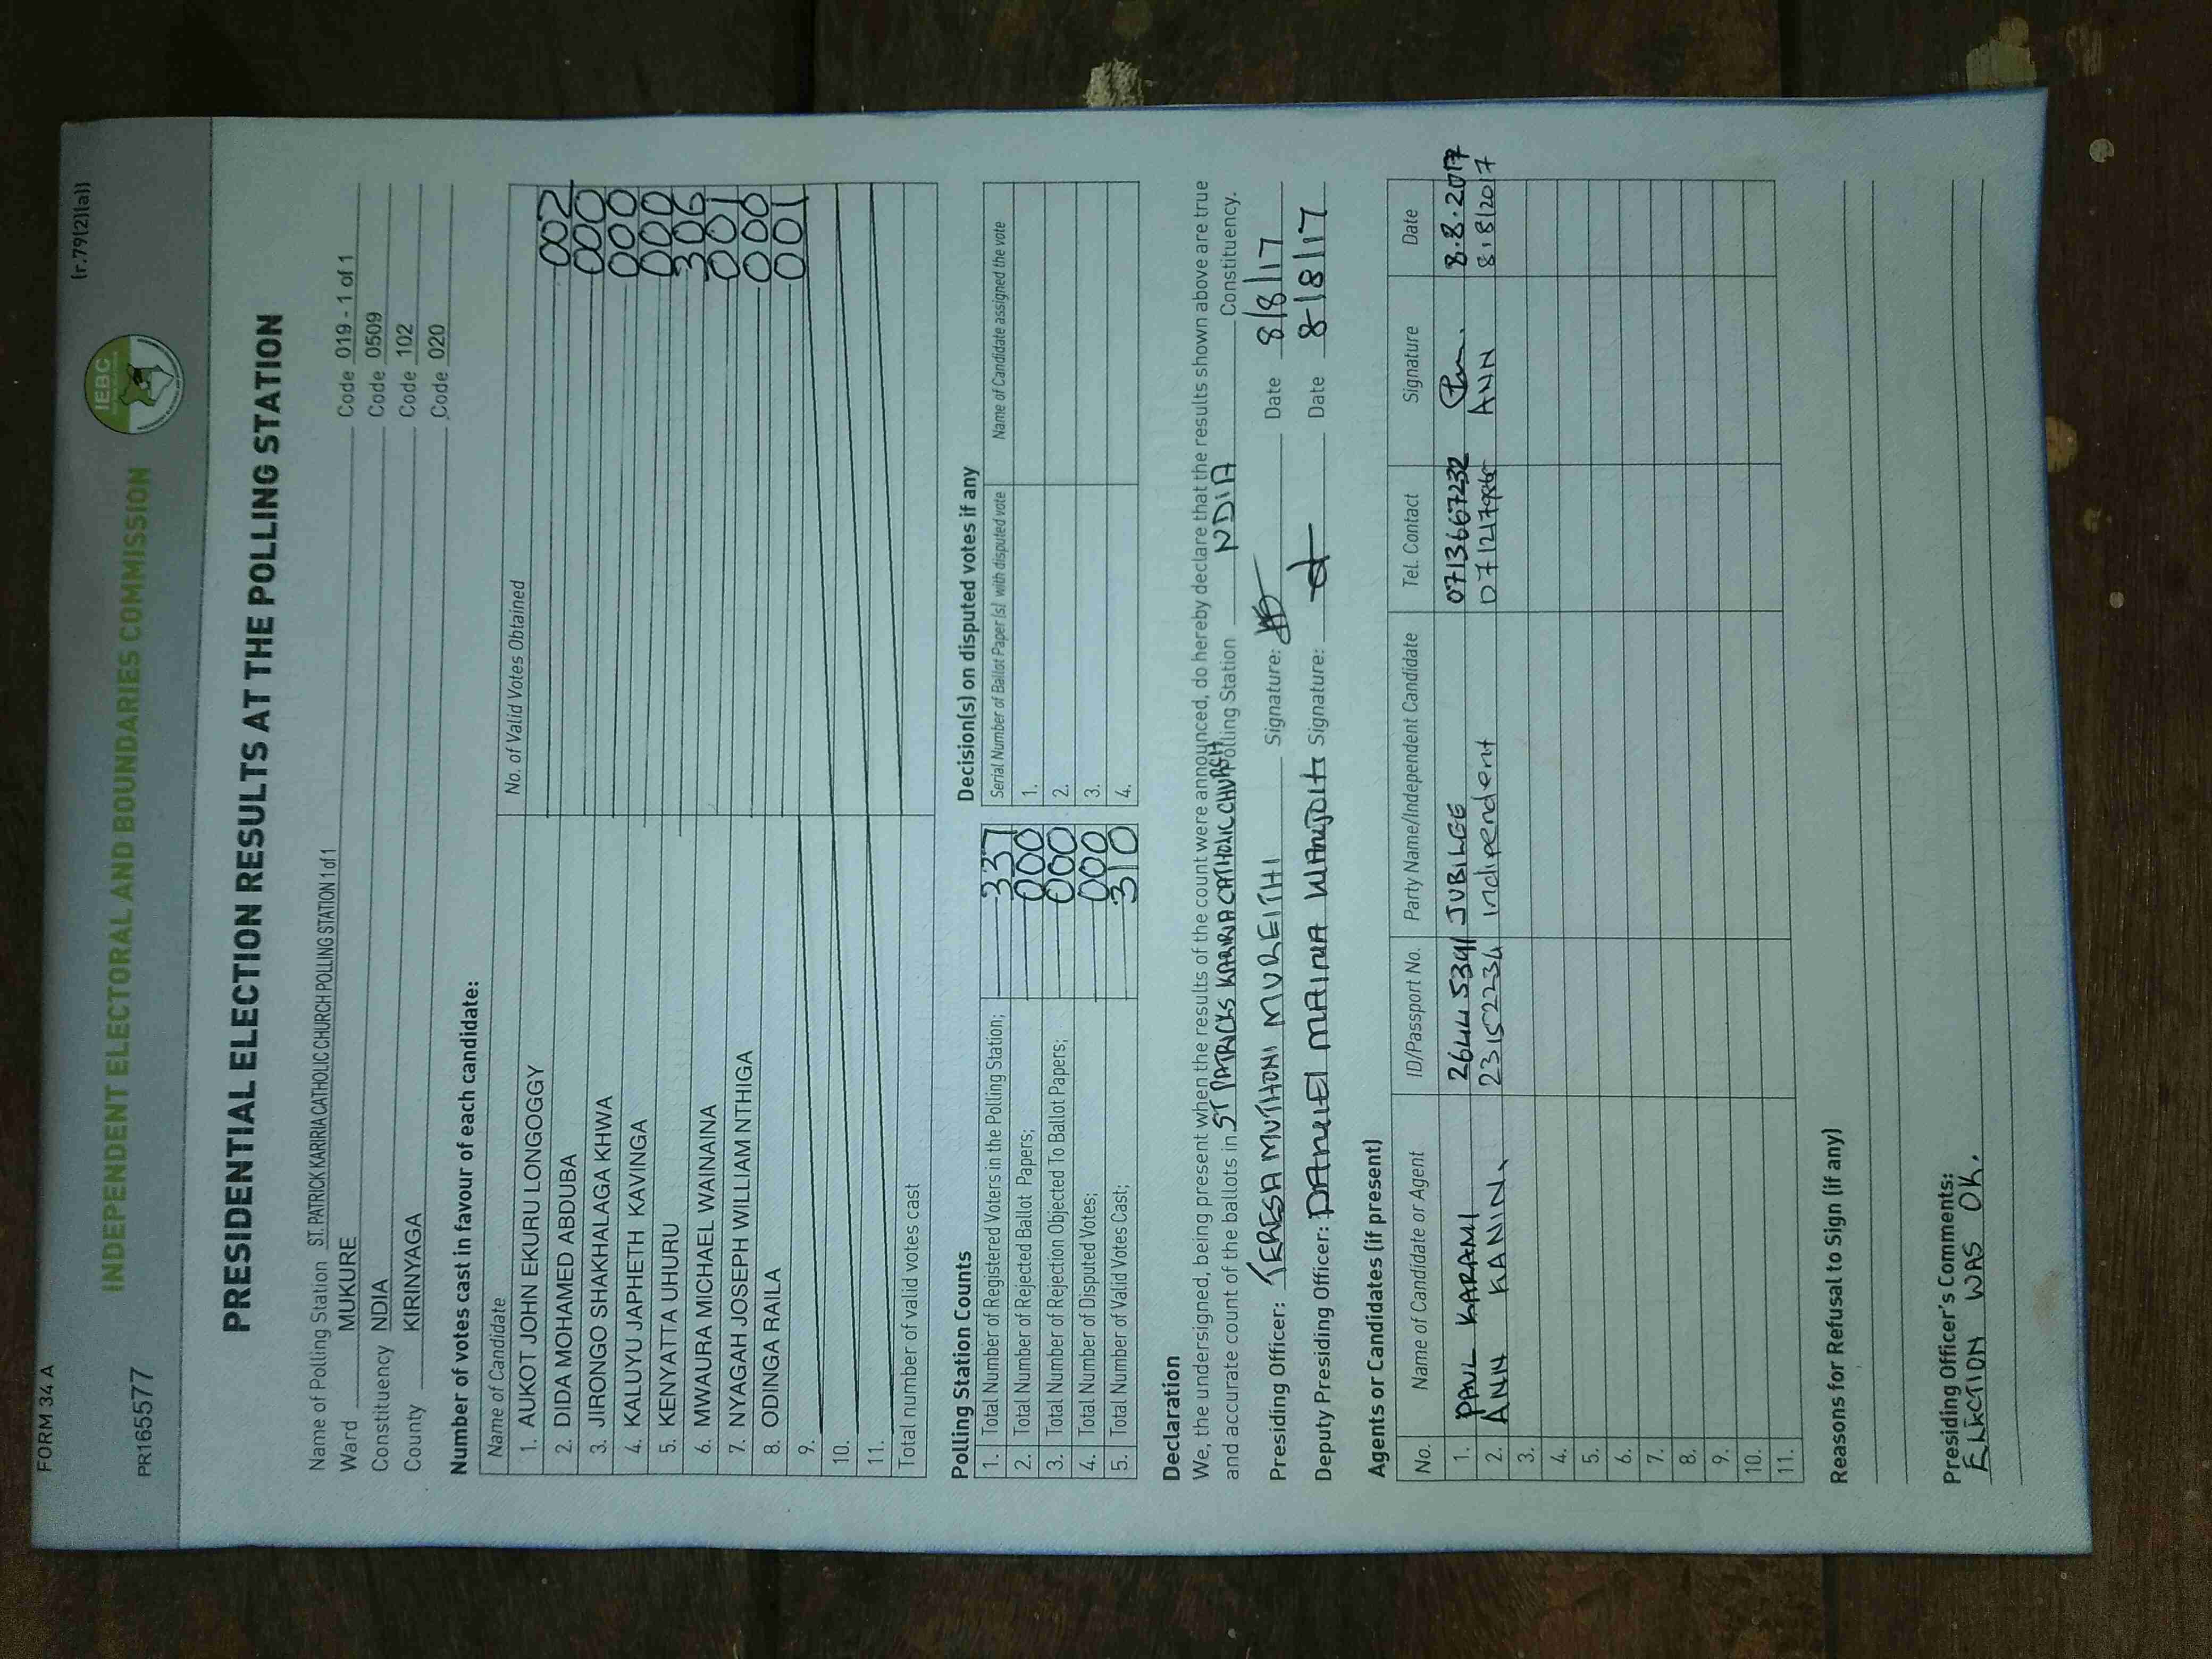 FORM 34 A
(r.79(2)(a))
IEBC
INDEPENDENT ELECTORAL AND BOUNDARIES COMMISSION
PR165577
PRESIDENTIAL ELECTION RESULTS AT THE POLLING STATION
Name of Polling Station ST. PATRICK KARIRIA CATHOLIC CHURCH POLLING STATION 1 of 1 Code 019 - 1 of 1
Ward MUKURE Code 0509
Constituency NDIA Code 102
County KIRINYAGA Code 020
Number of votes cast in favour of each candidate:
Name of Candidate No. of Valid Votes Obtained
1. AUKOT JOHN EKURU LONGOGGY 002
2. DIDA MOHAMED ABDUBA 000
3. JIRONGO SHAKHALAGA KHWA 000
4. KALUYU JAPHETH KAVINGA 000
5. KENYATTA UHURU 306
6. MWAURA MICHAEL WAINAINA 001
7. NYAGAH JOSEPH WILLIAM NTHIGA 000
8. ODINGA RAILA 001
9.
10.
11.
Total number of valid votes cast
Polling Station Counts
1. Total Number of Registered Voters in the Polling Station; 337
2. Total Number of Rejected Ballot Papers; 000
3. Total Number of Rejection Objected To Ballot Papers; 000
4. Total Number of Disputed Votes; 000
5. Total Number of Valid Votes Cast; 310
Decision(s) on disputed votes if any
Serial Number of Ballot Paper (s) with disputed vote Name of Candidate assigned the vote
1.
2.
3.
4.
Declaration
We, the undersigned, being present when the results of the count were announced, do hereby declare that the results shown above are true
and accurate count of the ballots in ST PATRICKS KARIRIA CATHOLIC CHURCH Polling Station NDIA Constituency.
Presiding Officer: TERESA MUTHONI MUREITHI Signature: Date 8/8/17
Deputy Presiding Officer: DANIEL MAINA Signature: Date 8/8/17
Agents or Candidates (if present)
No. Name of Candidate or Agent ID/Passport No. Party Name/Independent Candidate Tel. Contact Signature Date
1. PAUL KARAMI 26445341 JUBILEE 0713667232 8.8.2017
2. ANN KANINI 23152234 indipendent ANN 8.8.2017
3.
4.
5.
6.
7.
8.
9.
10.
11.
Reasons for Refusal to Sign (if any)
Presiding Officer's Comments:
ELECTION WAS OK.